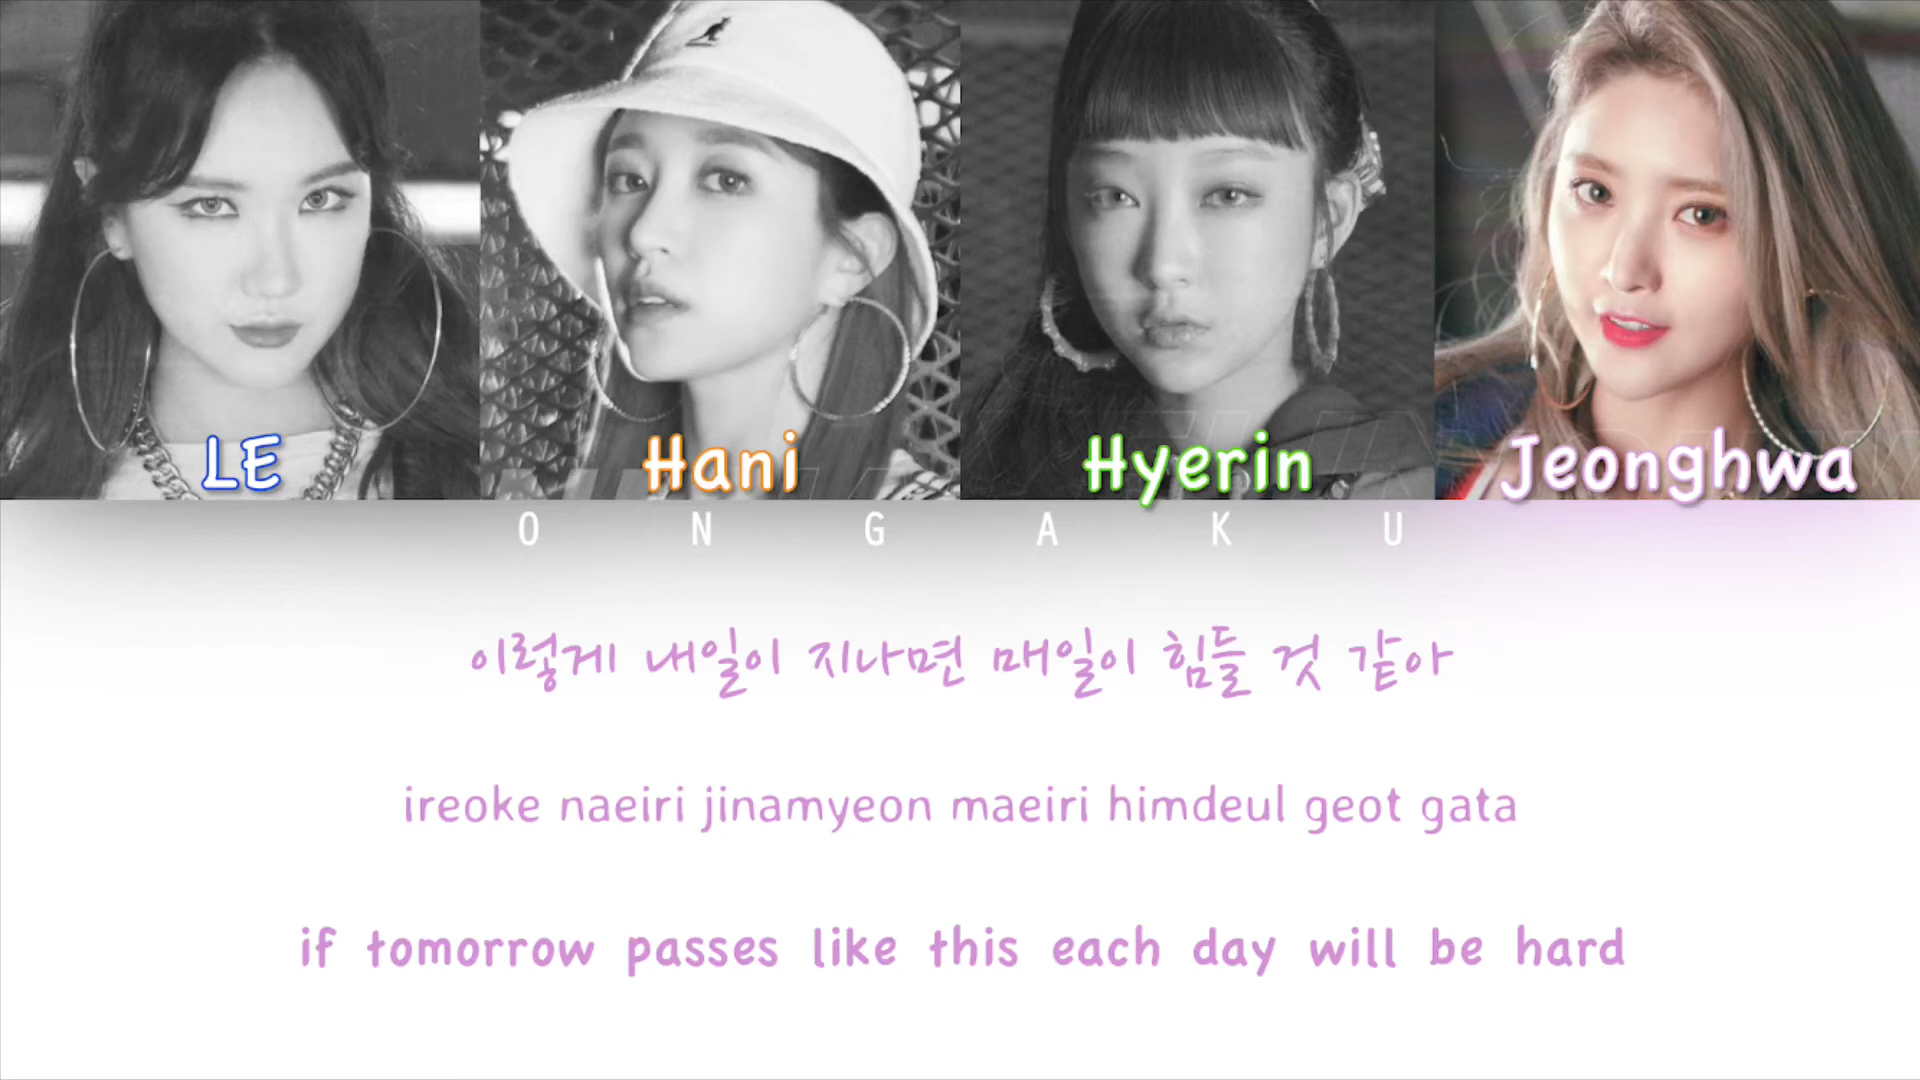 LE Hani Hyerin Jeonghwa
O N G A K U
이렇게 내일이 지나면 매일이 힘들 것 같아
ireoke naeiri jinamyeon maeiri himdeul geot gata
if tomorrow passes like this each day will be hard